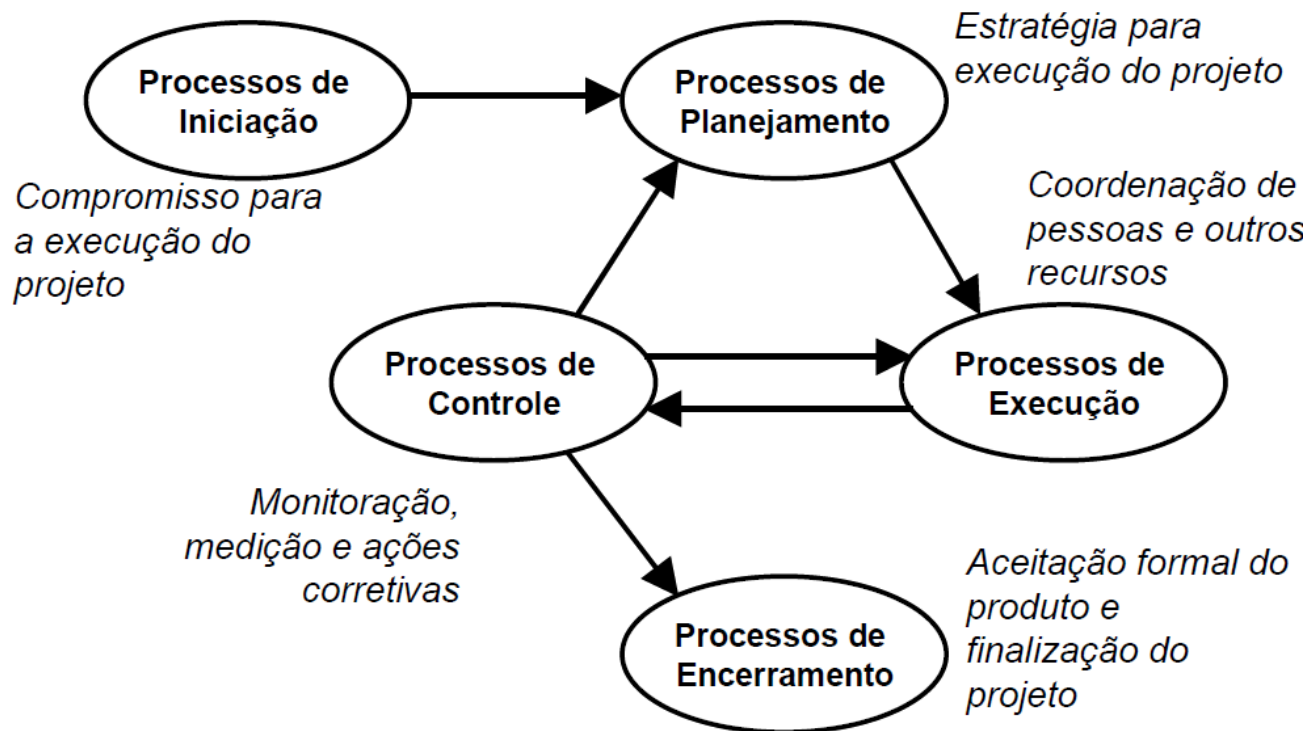 Processos de
Iniciação
Compromisso para
a execução do
projeto
Processos de
Planejamento
Estratégia para
execução do projeto
Coordenação de
pessoas e outros
recursos
Processos de
Controle
Processos de
Execução
Monitoração,
medição e ações
corretivas
Processos de
Encerramento
Aceitação formal do
produto e
finalização do
projeto